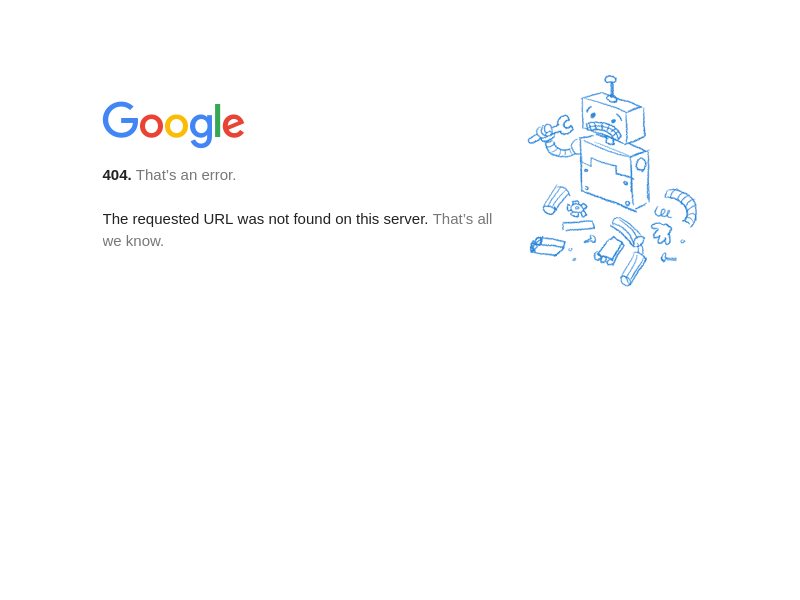 Google
404. That’s an error.
The requested URL was not found on this server. That’s all
we know.